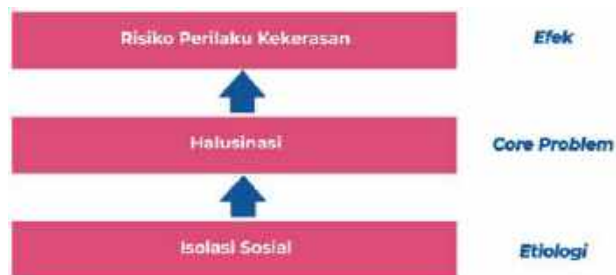 Risiko Perilaku Kekerasan
Efek
Halusinasi
Core Problem
Isolasi Sosial
Etiologi